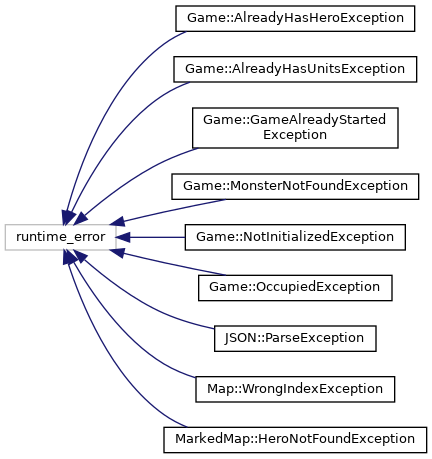 Game::AlreadyHasHeroException
Game::AlreadyHasUnitsException
Game::GameAlreadyStarted
Exception
Game::MonsterNotFoundException
runtime_error
Game::NotInitializedException
Game::OccupiedException
JSON::ParseException
Map::WrongIndexException
MarkedMap::HeroNotFoundException